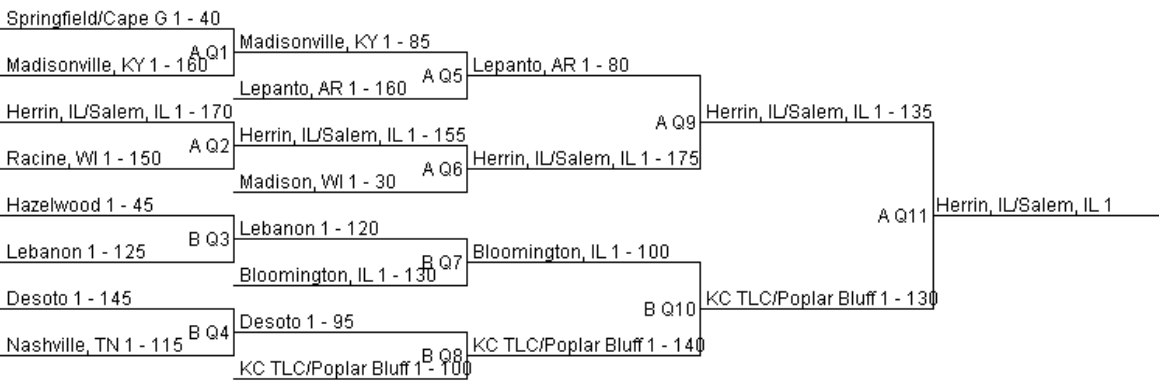 Springfield/Cape G 1 - 40
A Q1
Madisonville, KY 1 - 160
Herrin, IL/Salem, IL 1 - 170
A Q2
Racine, WI 1 - 150
Hazelwood 1 - 45
B Q3
Lebanon 1 - 125
Desoto 1 - 145
B Q4
Nashville, TN 1 - 115
Madisonville, KY 1 - 85
A Q5
Lepanto, AR 1 - 160
Herrin, IL/Salem, IL 1 - 155
A Q6
Madison, WI 1 - 30
Lebanon 1 - 120
B Q7
Bloomington, IL 1 - 130
Desoto 1 - 95
B Q8
KC TLC/Poplar Bluff 1 - 100
Lepanto, AR 1 - 80
A Q9
Herrin, IL/Salem, IL 1 - 175
Bloomington, IL 1 - 100
B Q10
KC TLC/Poplar Bluff 1 - 140
Herrin, IL/Salem, IL 1 - 135
A Q11
KC TLC/Poplar Bluff 1 - 130
Herrin, IL/Salem, IL 1